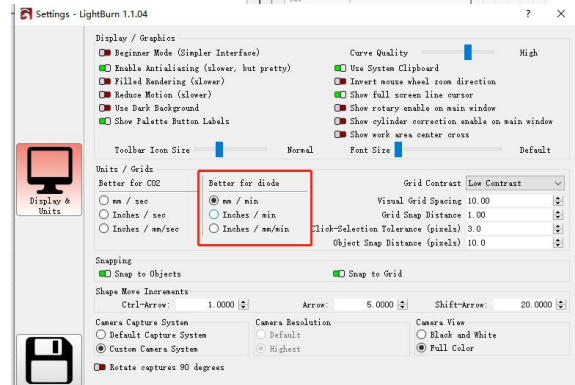 Settings - LightBurn 1.1.04
Display / Graphics
Beginner Mode (Simpler Interface)
Curve Quality High
Enable Antialiasing (slower, but pretty)
Use System Clipboard
Filled Rendering (slower)
Invert mouse wheel zoom direction
Reduce Motion (slower)
Show full screen line cursor
Use Dark Background
Show rotary enable on main window
Show Palette Button Labels
Show cylinder correction enable on main window
Show work area center cross
Toolbar Icon Size Normal
Font Size Default
Display & Units
Units / Grids
Better for CO2
Better for diode
Grid Contrast Low Contrast
mm / sec
mm / min
Visual Grid Spacing 10.00
Inches / sec
Inches / min
Grid Snap Distance 1.00
Inches / mm/sec
Inches / mm/min
Click-Selection Tolerance (pixels) 3.0
Object Snap Distance (pixels) 10.0
Snapping
Snap to Objects
Snap to Grid
Shape Move Increments
Ctrl-Arrow: 1.0000
Arrow: 5.0000
Shift-Arrow: 20.0000
Camera Capture System
Camera Resolution
Camera View
Default Capture System
Default
Black and White
Custom Camera System
Highest
Full Color
Rotate captures 90 degrees